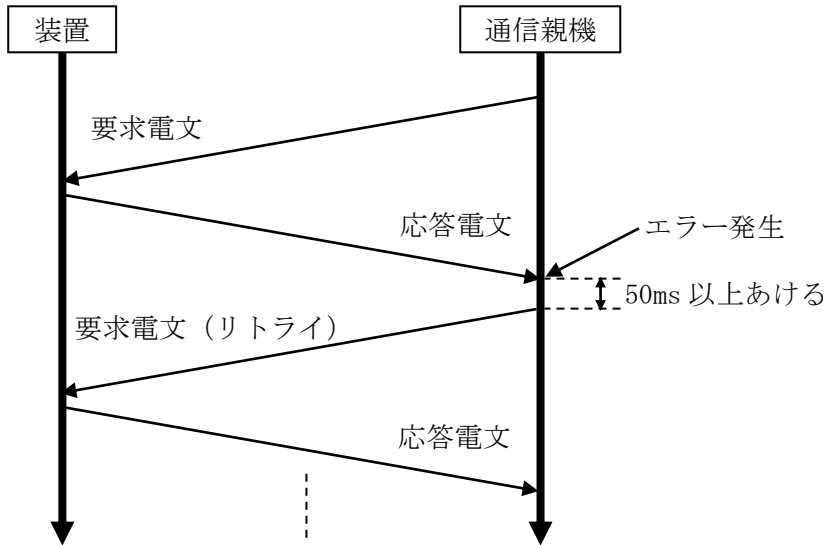 装置
通信親機
要求電文
応答電文
エラー発生
50ms 以上あける
要求電文（リトライ）
応答電文